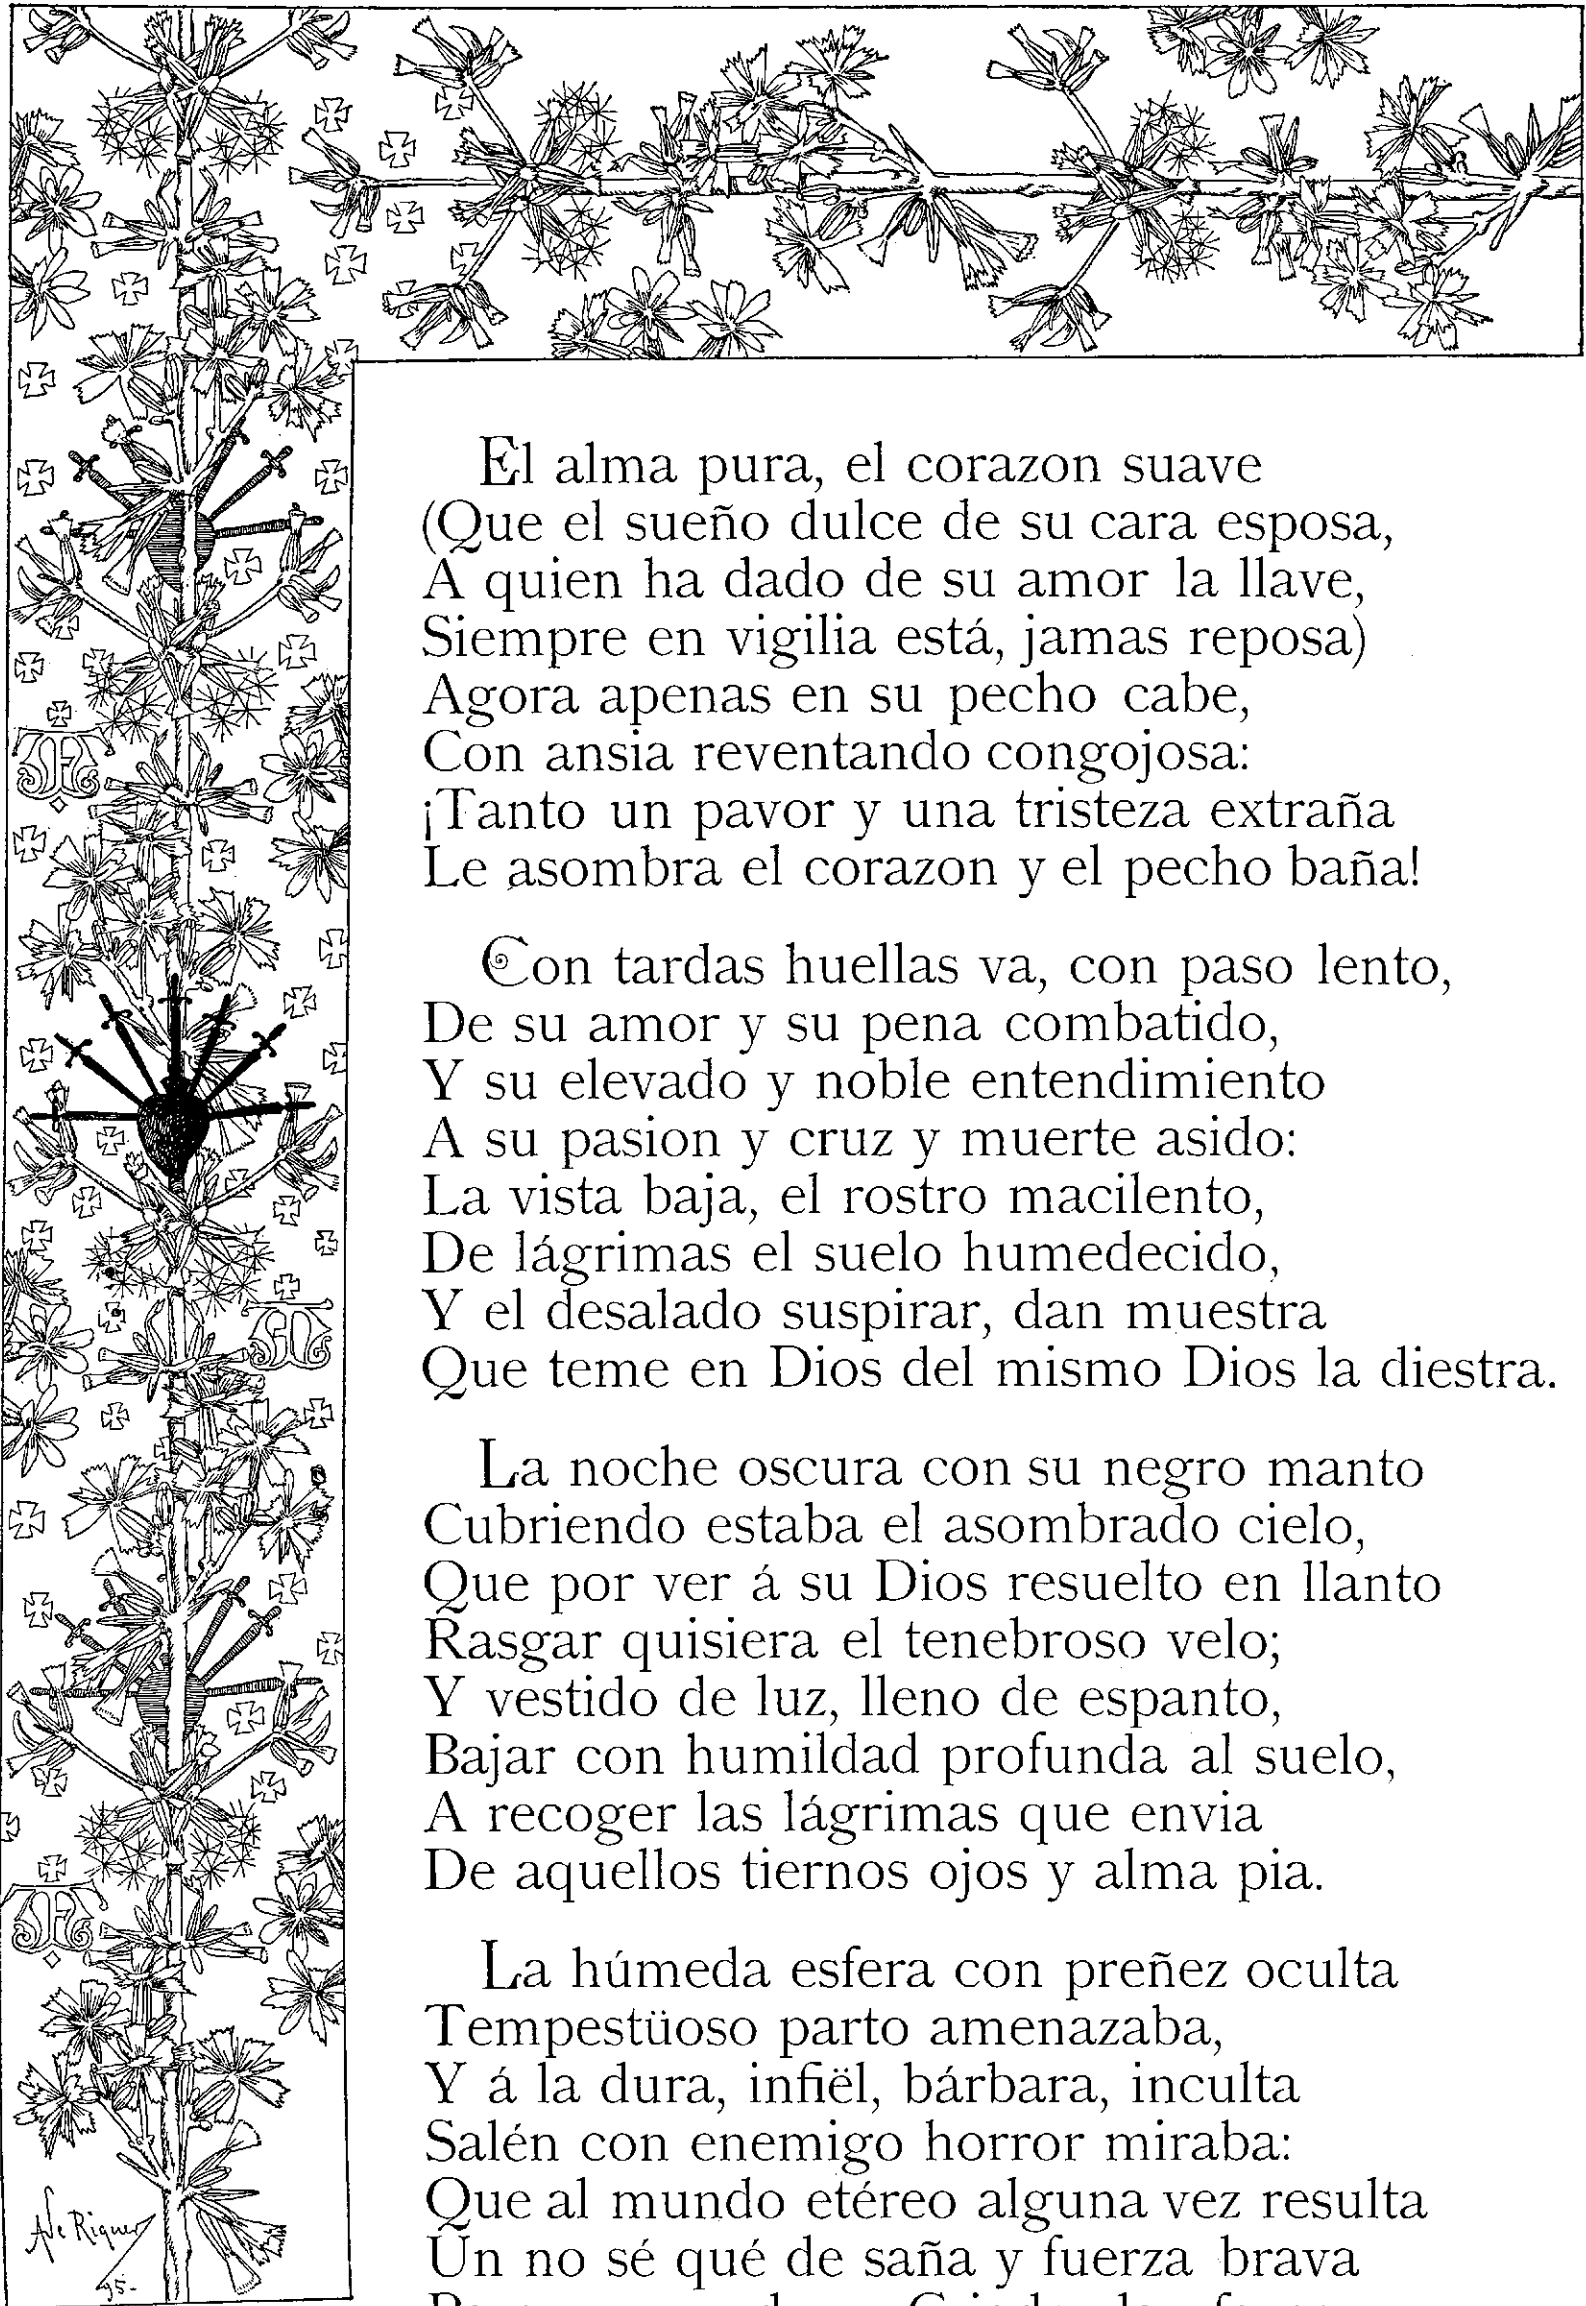 El alma pura, el corazon suave
(Que el sueño dulce de su cara esposa,
A quien ha dado de su amor la llave,
Siempre en vigilia está, jamas reposa)
Agora apenas en su pecho cabe,
Con ansia reventando congojosa:
¡Tanto un pavor y una tristeza extraña
Le asombra el corazon y el pecho baña!
Con tardas huellas va, con paso lento,
De su amor y su pena combatido,
Y su elevado y noble entendimiento
A su pasion y cruz y muerte asido:
La vista baja, el rostro macilento,
De lágrimas el suelo humedecido,
Y el desalado suspirar, dan muestra
Que teme en Dios del mismo Dios la diestra.
La noche oscura con su negro manto
Cubriendo estaba el asombrado cielo,
Que por ver á su Dios resuelto en llanto
Rasgar quisiera el tenebroso velo;
Y vestido de luz, lleno de espanto,
Bajar con humildad profunda al suelo,
A recoger las lágrimas que envia
De aquellos tiernos ojos y alma pia.
La húmeda esfera con preñez oculta
Tempestüoso parto amenazaba,
Y á la dura, infiël, bárbara, inculta
Salén con enemigo horror miraba:
Que al mundo etéreo alguna vez resulta
Un no sé qué de saña y fuerza brava
A de Riquer
95-